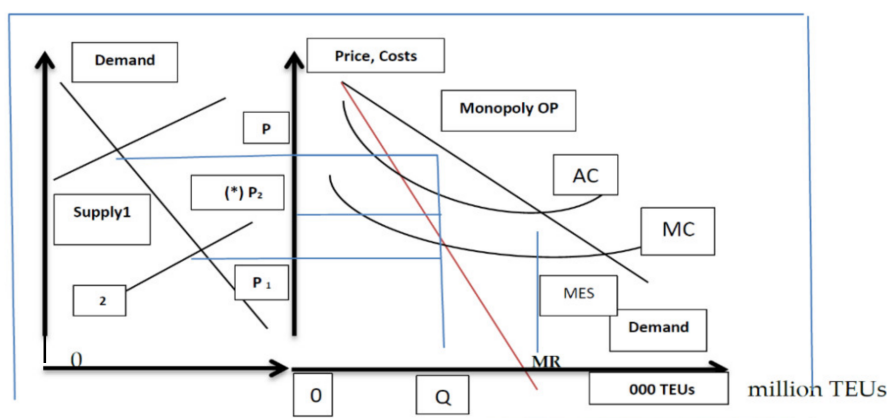 Demand
Price, Costs
Monopoly OP
P
AC
(*) P₂
Supply1
MC
P ₁
2
MES
Demand
0
MR
0
Q
000 TEUs
million TEUs